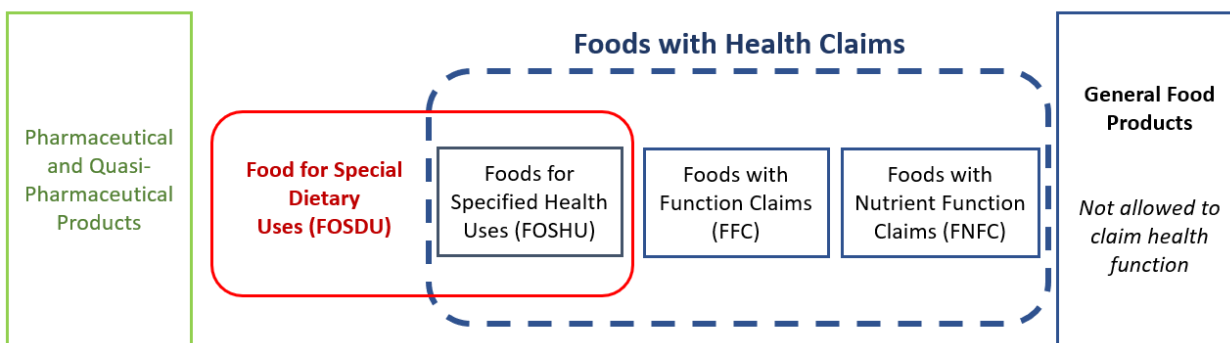 Foods with Health Claims
Pharmaceutical
and Quasi-
Pharmaceutical
Products
Food for Special
Dietary
Uses (FOSDU)
Foods for
Specified Health
Uses (FOSHU)
Foods with
Function Claims
(FFC)
Foods with
Nutrient Function
Claims (FNFC)
General Food
Products
Not allowed to
claim health
function